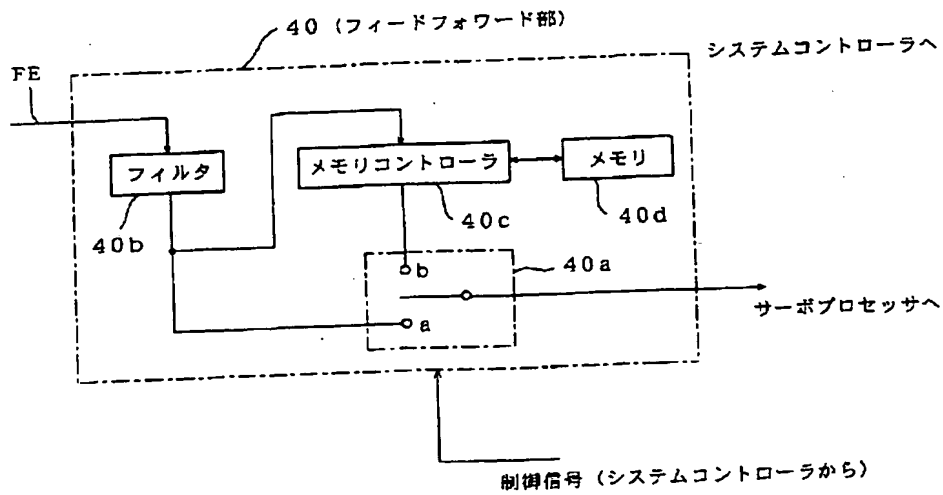 40 (フィードフォワード部)
システムコントローラへ
FE
フィルタ
メモリコントローラ
メモリ
40b
40c
40d
b
40a
a
サーボプロセッサへ
制御信号 (システムコントローラから)